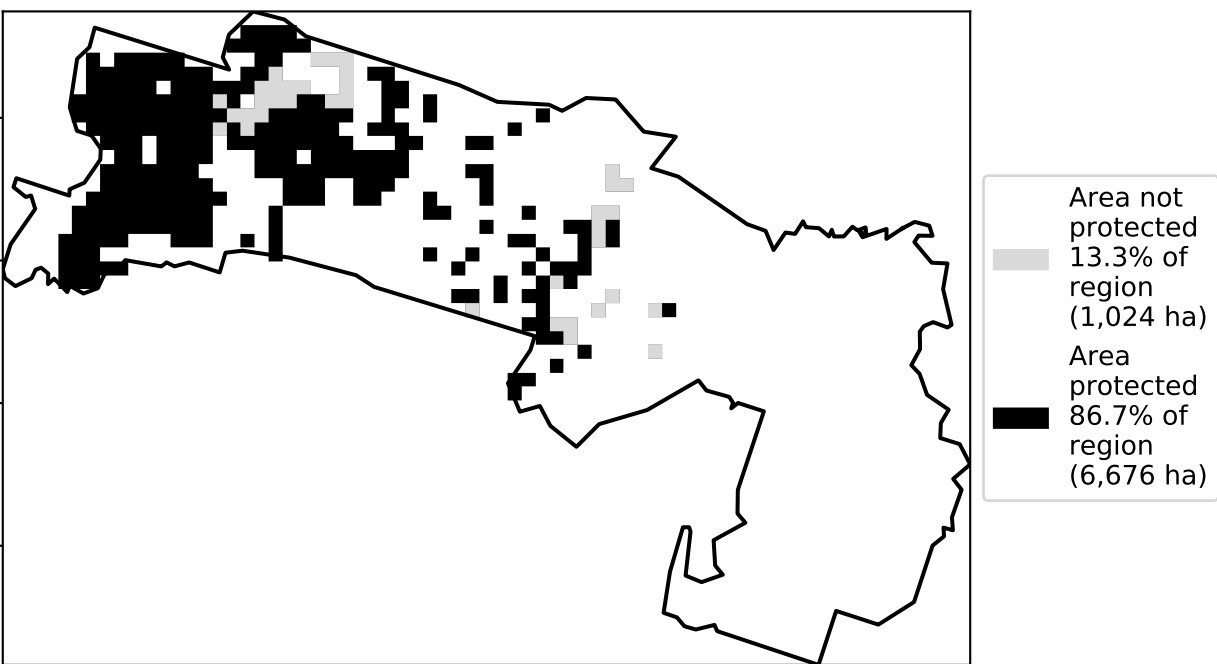 Area not
protected
13.3% of
region
(1,024 ha)
Area
protected
86.7% of
region
(6,676 ha)